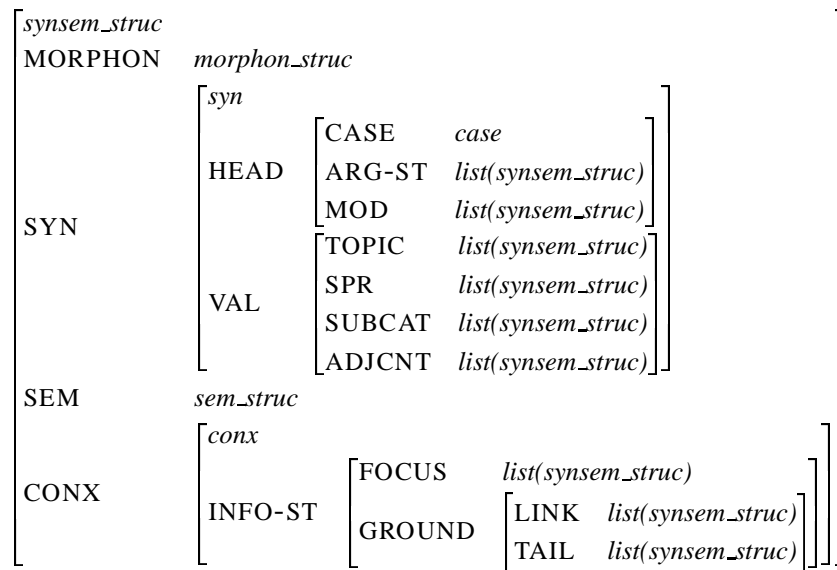 synsem_struc
MORPHON morphon_struc
syn
CASE case
HEAD ARG-ST list(synsem_struc)
MOD list(synsem_struc)
SYN
TOPIC list(synsem_struc)
SPR list(synsem_struc)
VAL
SUBCAT list(synsem_struc)
ADJCNT list(synsem_struc)
SEM sem_struc
conx
FOCUS list(synsem_struc)
CONX
INFO-ST
LINK list(synsem_struc)
GROUND
TAIL list(synsem_struc)